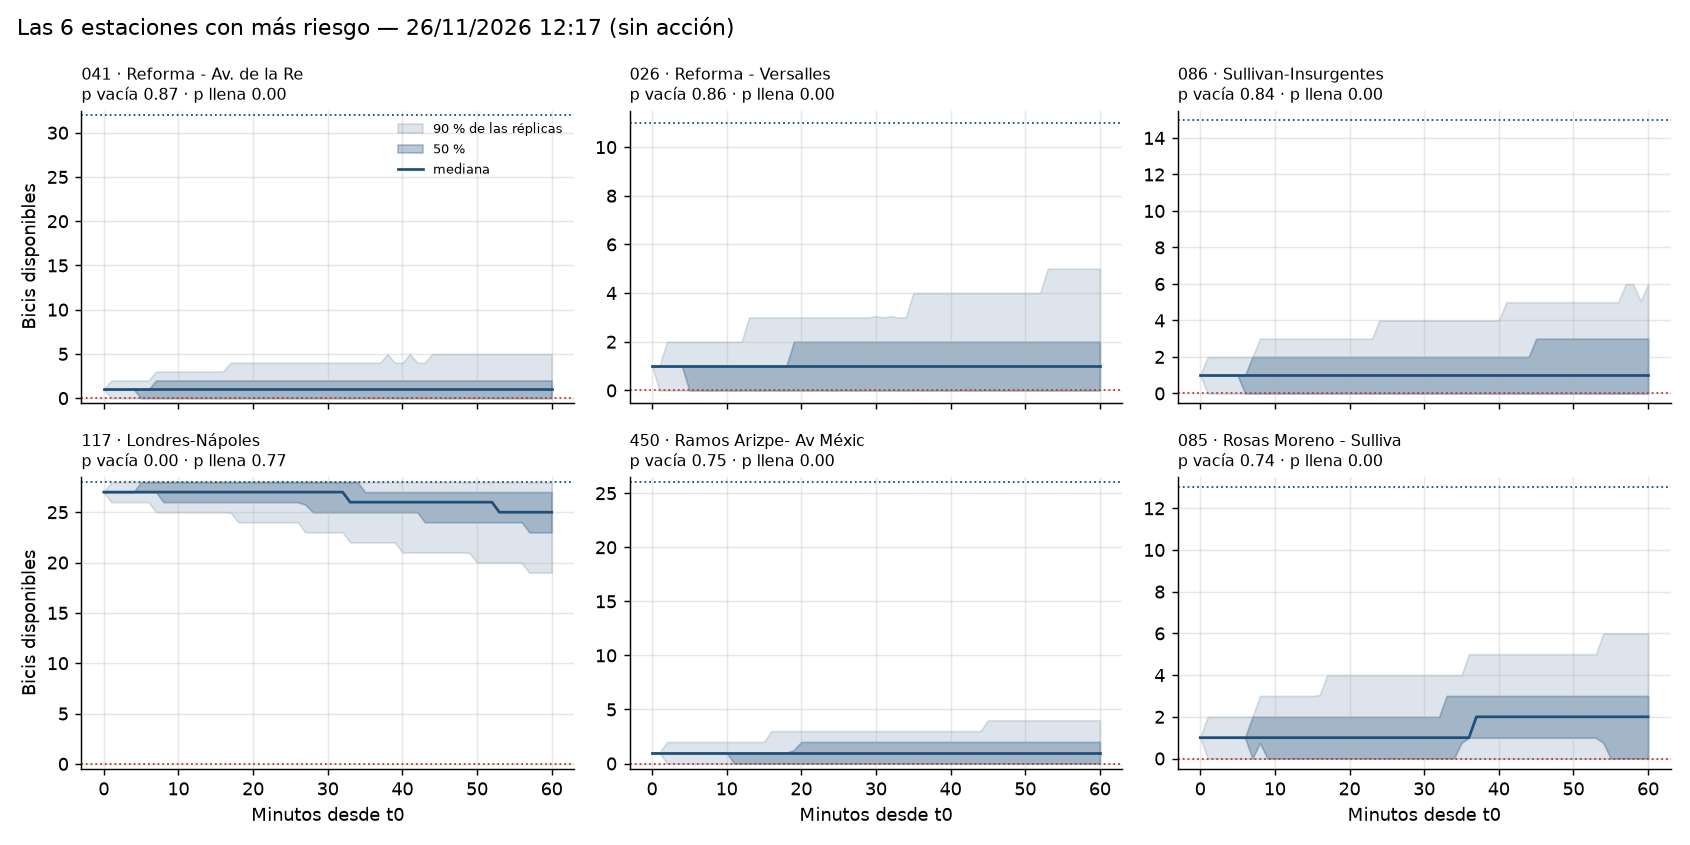 Las 6 estaciones con más riesgo — 26/11/2026 12:17 (sin acción)
041 · Reforma - Av. de la Re
p vacía 0.87 · p llena 0.00
026 · Reforma - Versalles
p vacía 0.86 · p llena 0.00
086 · Sullivan-Insurgentes
p vacía 0.84 · p llena 0.00
Bicis disponibles
30
25
20
15
10
5
0
90 % de las réplicas
50 %
mediana
10
8
6
4
2
0
14
12
10
8
6
4
2
0
117 · Londres-Nápoles
p vacía 0.00 · p llena 0.77
450 · Ramos Arizpe- Av Méxic
p vacía 0.75 · p llena 0.00
085 · Rosas Moreno - Sulliva
p vacía 0.74 · p llena 0.00
Bicis disponibles
25
20
15
10
5
0
0 10 20 30 40 50 60
Minutos desde t0
25
20
15
10
5
0
0 10 20 30 40 50 60
Minutos desde t0
12
10
8
6
4
2
0
0 10 20 30 40 50 60
Minutos desde t0